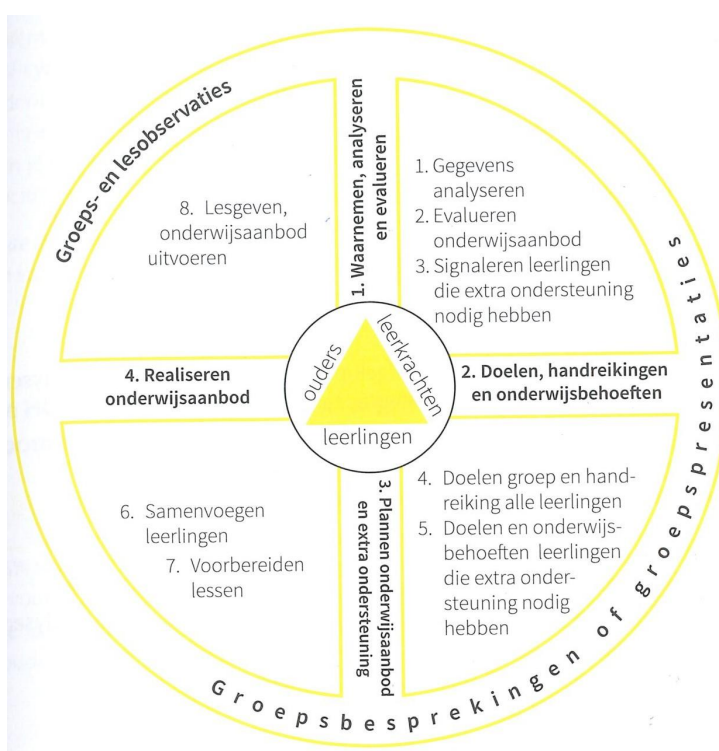 Groeps- en lesobservaties
1. Waarnemen, analyseren
en evalueren
1. Gegevens
analyseren
2. Evalueren
onderwijsaanbod
3. Signaleren leerlingen
die extra ondersteuning
nodig hebben
8. Lesgeven,
onderwijsaanbod
uitvoeren
ouders
leerkrachten
leerlingen
4. Realiseren
onderwijsaanbod
2. Doelen, handreikingen
en onderwijsbehoeften
3. Plannen onderwijsaanbod
en extra ondersteuning
4. Doelen groep en hand-
reiking alle leerlingen
5. Doelen en onderwijs-
behoeften leerlingen
die extra onder-
steuning nodig
hebben
6. Samenvoegen
leerlingen
7. Voorbereiden
lessen
Groepsbesprekingen of groepspresentaties